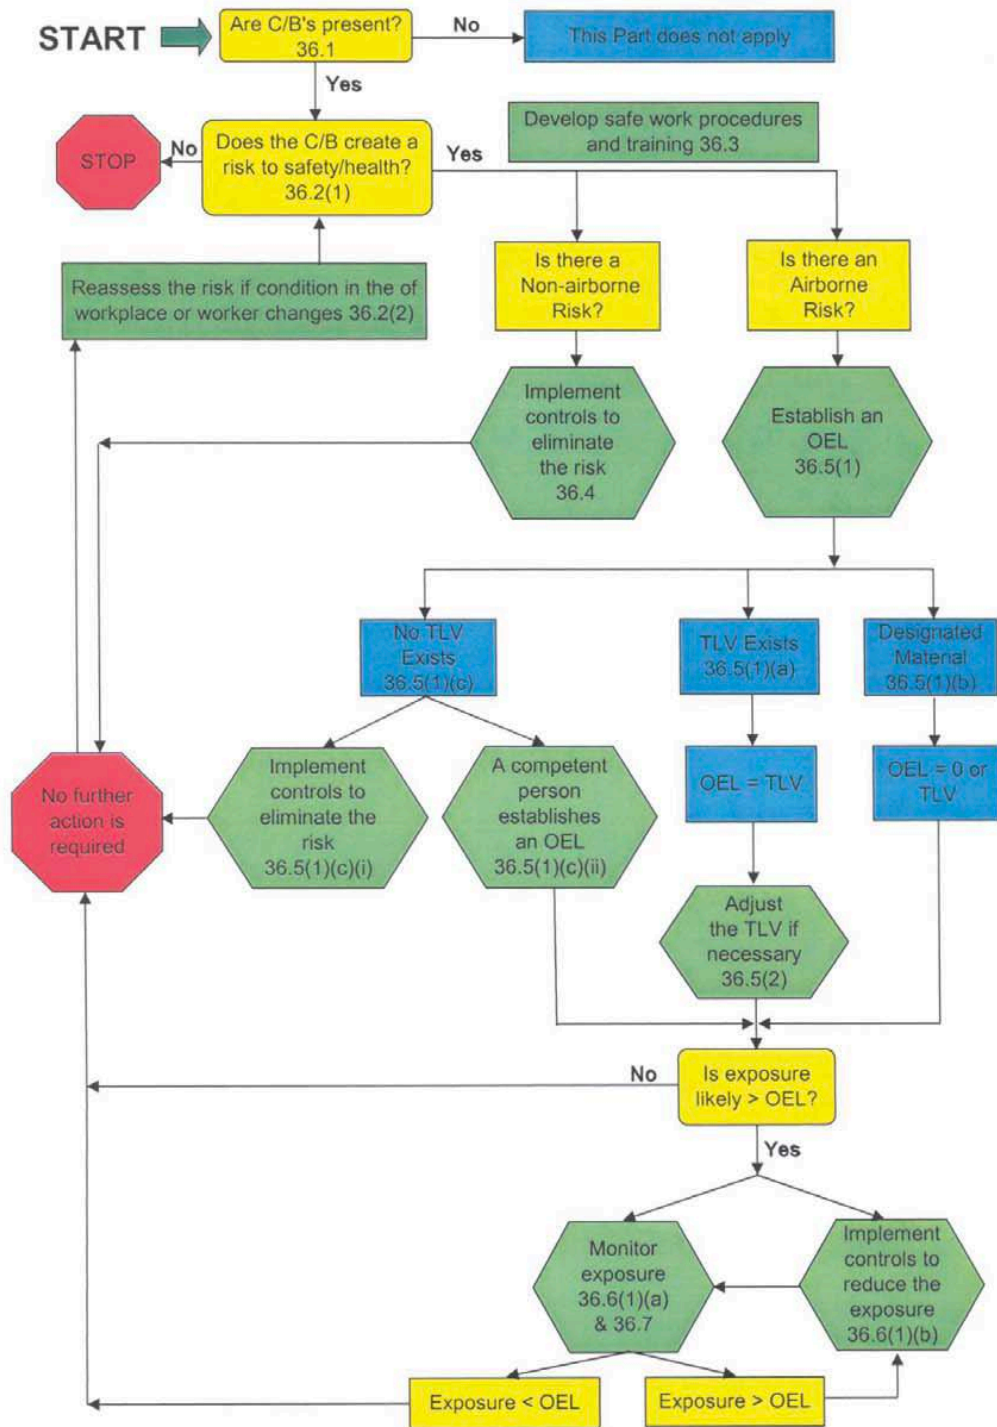 START
Are C/B's present?
36.1
No
This Part does not apply
Yes
Develop safe work procedures
and training 36.3
STOP
No
Does the C/B create a
risk to safety/health?
36.2(1)
Yes
Reassess the risk if condition in the of
workplace or worker changes 36.2(2)
Is there a
Non-airborne
Risk?
Is there an
Airborne
Risk?
Implement
controls to
eliminate
the risk
36.4
Establish an
OEL
36.5(1)
No TLV
Exists
36.5(1)(c)
TLV Exists
36.5(1)(a)
Designated
Material
36.5(1)(b)
No further
action is
required
Implement
controls to
eliminate the
risk
36.5(1)(c)(i)
A competent
person
establishes
an OEL
36.5(1)(c)(ii)
OEL = TLV
OEL = 0 or
TLV
Adjust
the TLV if
necessary
36.5(2)
No
Is exposure
likely > OEL?
Yes
Monitor
exposure
36.6(1)(a)
& 36.7
Implement
controls to
reduce the
exposure
36.6(1)(b)
Exposure < OEL
Exposure > OEL